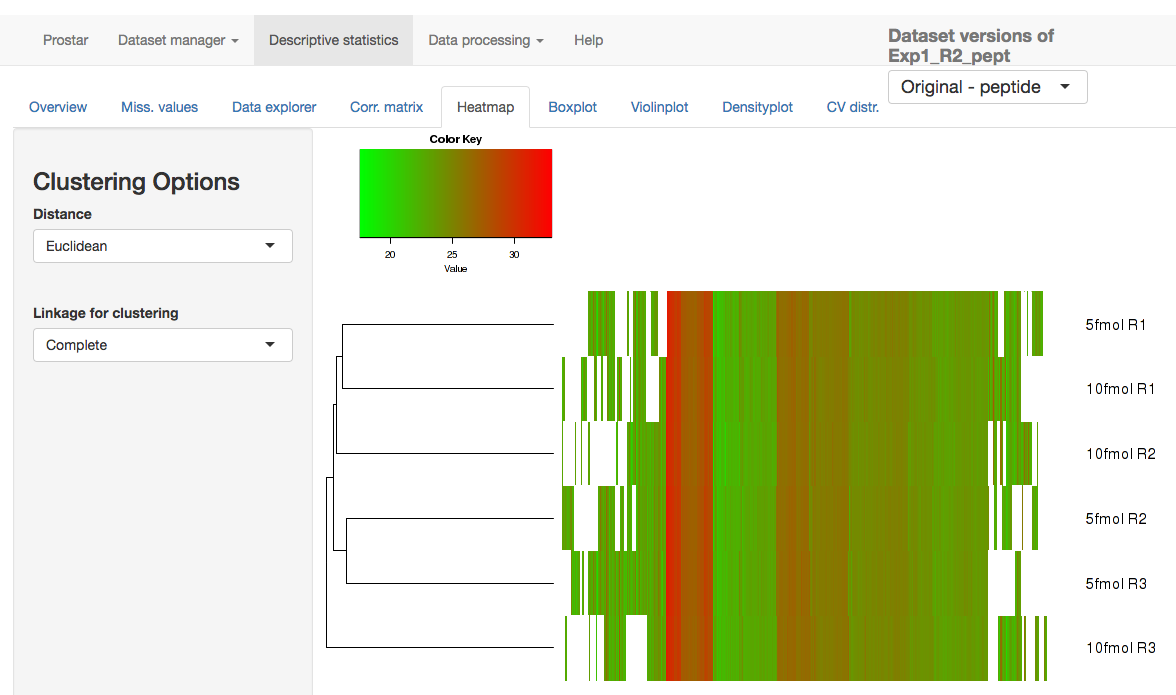 Prostar
Dataset manager
Descriptive statistics
Data processing
Help
Dataset versions of
Exp1_R2_pept
Original - peptide
Overview
Miss. values
Data explorer
Corr. matrix
Heatmap
Boxplot
Violinplot
Densityplot
CV distr.
Clustering Options
Distance
Euclidean
Linkage for clustering
Complete
Color Key
20 25 30
Value
5fmol R1
10fmol R1
10fmol R2
5fmol R2
5fmol R3
10fmol R3